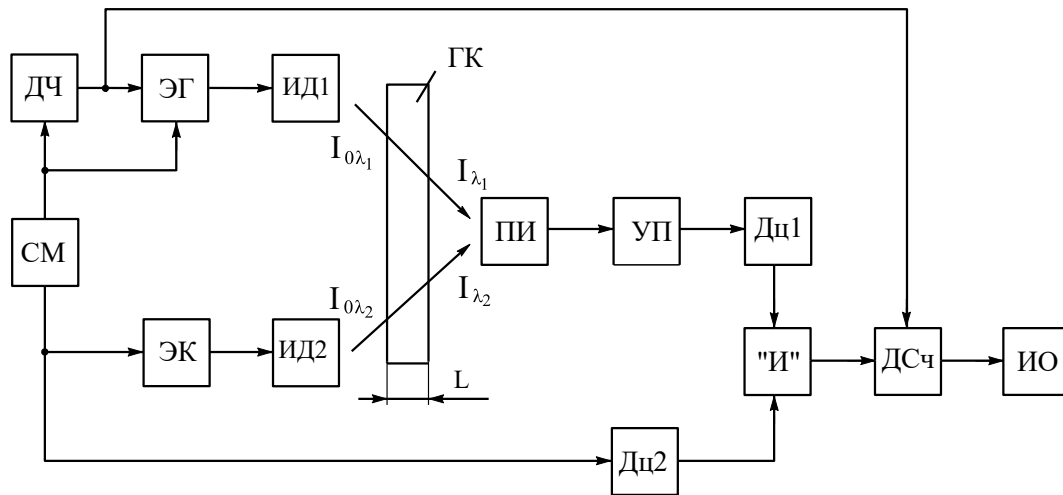 ГК
ДЧ
ЭГ
ИД1
I₀λ₁
Iλ₁
СМ
ПИ
УП
Дц1
I₀λ₂
Iλ₂
ЭК
ИД2
"И"
ДСч
ИО
L
Дц2